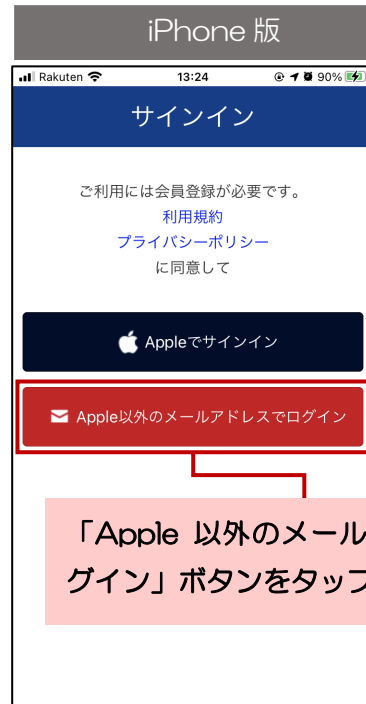 iPhone 版
Rakuten 13:24 90%
サインイン
ご利用には会員登録が必要です。
利用規約
プライバシーポリシー
に同意して
Appleでサインイン
Apple以外のメールアドレスでログイン
「Apple 以外のメール
グイン」ボタンをタップ